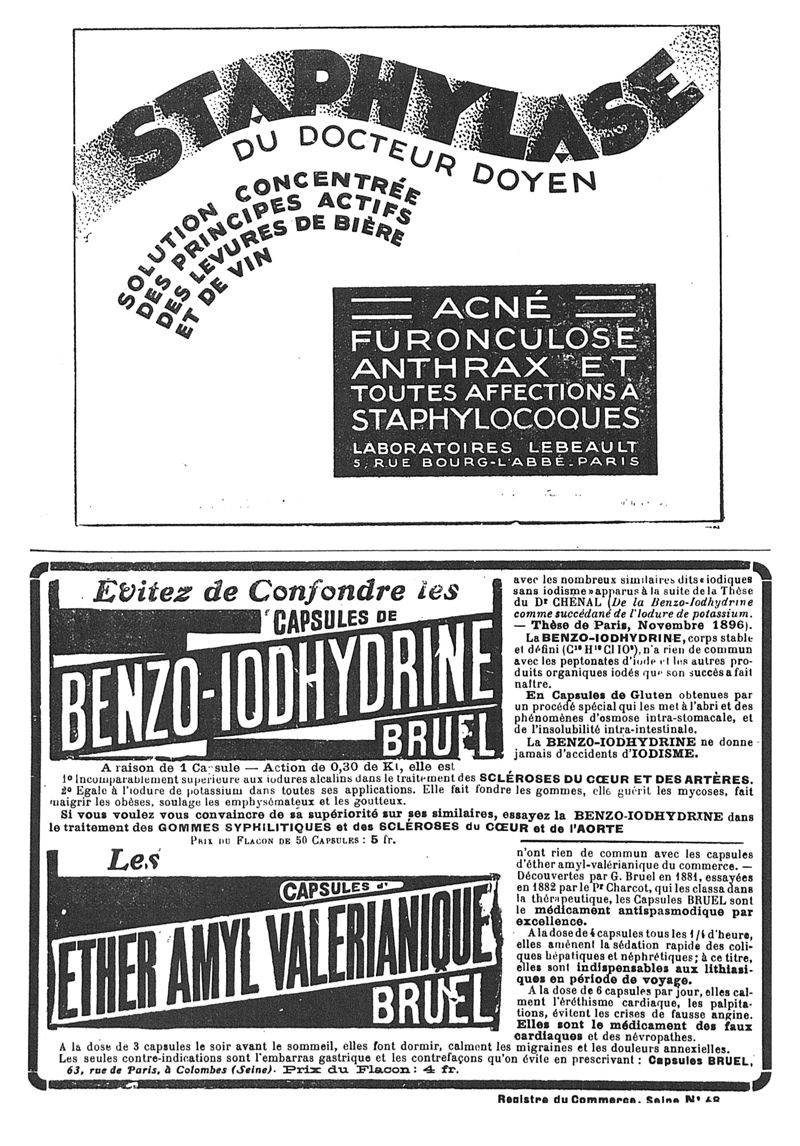 STAPHYLASE
DU DOCTEUR DOYEN
SOLUTION CONCENTRÉE
DES PRINCIPES ACTIFS
DES LEVURES DE BIÈRE
ET DE VIN
ACNÉ
FURONCULOSE
ANTHRAX ET
TOUTES AFFECTIONS À
STAPHYLOCOQUES
LABORATOIRES LEBEAULT
5, RUE BOURG-L'ABBÉ - PARIS
Evitez de Confondre les
CAPSULES DE
BENZO-IODHYDRINE
BRUEL
avec les nombreux similaires dits « iodiques
sans iodisme » apparus à la suite de la Thèse
du Dr CHENAL (De la Benzo-Iodhydrine
comme succédané de l'Iodure de potassium.
— Thèse de Paris, Novembre 1896).
La BENZO-IODHYDRINE, corps stable
et défini, n'a rien de commun
avec les peptonates d'iode et les autres pro-
duits organiques iodés que son succès a fait
naître.
En Capsules de Gluten obtenues par
un procédé spécial qui les met à l'abri et des
phénomènes d'osmose intra-stomacale, et
de l'insolubilité intra-intestinale.
La BENZO-IODHYDRINE ne donne
jamais d'accidents d'IODISME.
A raison de 1 Capsule — Action de 0,30 de KI, elle est
1º Incomparablement supérieure aux iodures alcalins dans le traitement des SCLÉROSES DU CŒUR ET DES ARTÈRES.
2º Egale à l'iodure de potassium dans toutes ses applications. Elle fait fondre les gommes, elle guérit les mycoses, fait
maigrir les obèses, soulage les emphysémateux et les goutteux.
Si vous voulez vous convaincre de sa supériorité sur ses similaires, essayez la BENZO-IODHYDRINE dans
le traitement des GOMMES SYPHILITIQUES et des SCLÉROSES du CŒUR et de l'AORTE
PRIX DU FLACON DE 50 CAPSULES : 5 fr.
Les
CAPSULES d'
ETHER AMYL VALERIANIQUE
BRUEL
n'ont rien de commun avec les capsules
d'éther amyl-valérianique du commerce. —
Découvertes par G. Bruel en 1881, essayées
en 1882 par le Pr Charcot, qui les classa dans
la thérapeutique, les Capsules BRUEL sont
le médicament antispasmodique par
excellence.
A la dose de 4 capsules tous les 1/4 d'heure,
elles amènent la sédation rapide des coli-
ques hépatiques et néphrétiques ; à ce titre,
elles sont indispensables aux lithiasi-
ques en période de voyage.
A la dose de 6 capsules par jour, elles cal-
ment l'éréthisme cardiaque, les palpita-
tions, évitent les crises de fausse angine.
Elles sont le médicament des faux
cardiaques et des névropathes.
A la dose de 3 capsules le soir avant le sommeil, elles font dormir, calment les migraines et les douleurs annexielles.
Les seules contre-indications sont l'embarras gastrique et les contrefaçons qu'on évite en prescrivant : Capsules BRUEL,
63, rue de Paris, à Colombes (Seine). Prix du Flacon : 4 fr.
Registre du Commerce, Seine Nº